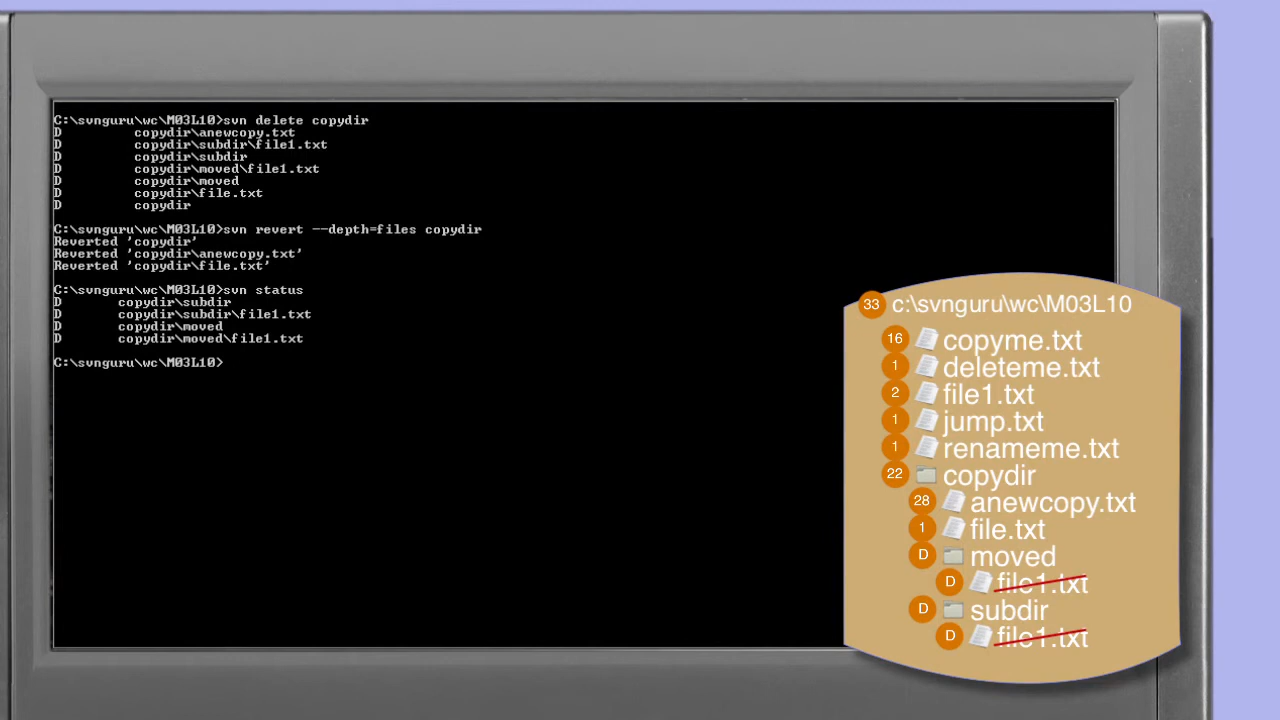 C:\svnguru\wc\M03L10>svn delete copydir
D         copydir\anewcopy.txt
D         copydir\subdir\file1.txt
D         copydir\subdir
D         copydir\moved\file1.txt
D         copydir\moved
D         copydir\file.txt
D         copydir
C:\svnguru\wc\M03L10>svn revert --depth=files copydir
Reverted 'copydir'
Reverted 'copydir\anewcopy.txt'
Reverted 'copydir\file.txt'
C:\svnguru\wc\M03L10>svn status
D       copydir\subdir
D       copydir\subdir\file1.txt
D       copydir\moved
D       copydir\moved\file1.txt
C:\svnguru\wc\M03L10>
33 c:\svnguru\wc\M03L10
16 copyme.txt
1 deleteme.txt
2 file1.txt
1 jump.txt
1 renameme.txt
22 copydir
28 anewcopy.txt
1 file.txt
D moved
D file1.txt
D subdir
D file1.txt